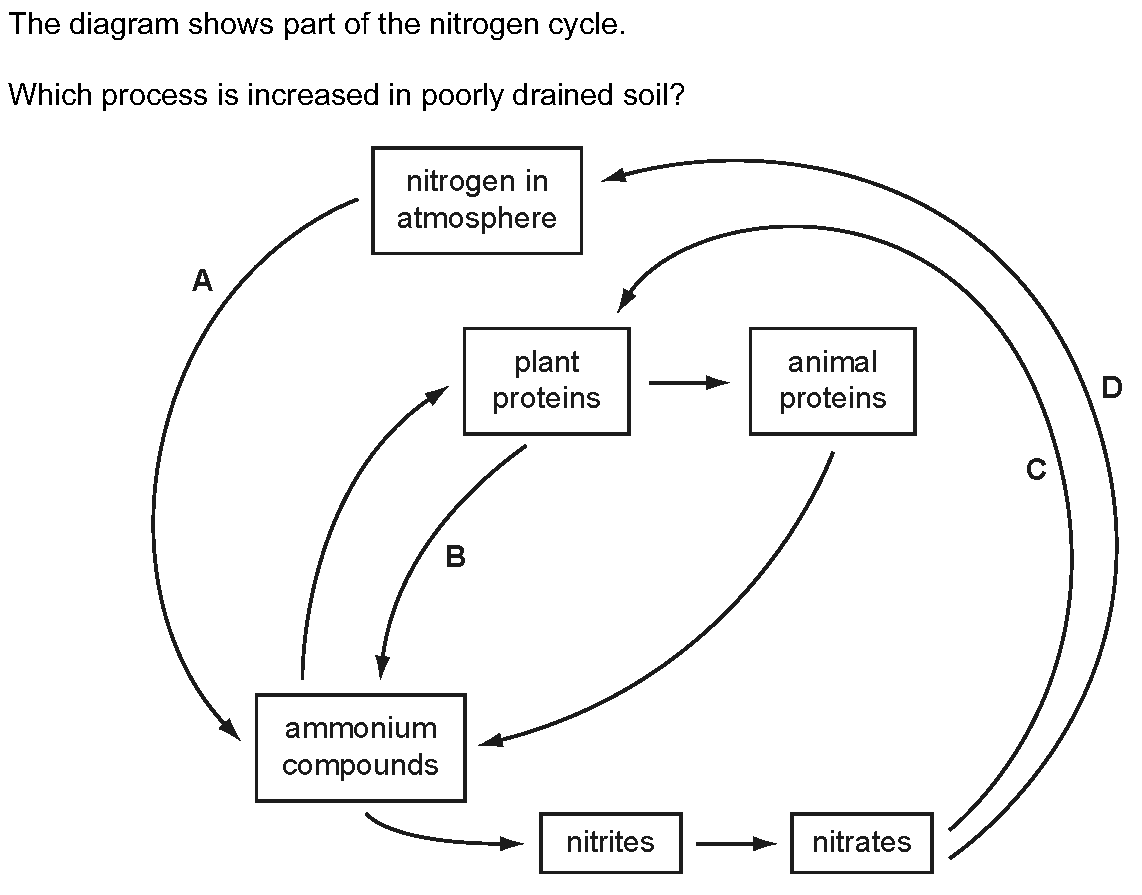 The diagram shows part of the nitrogen cycle.
Which process is increased in poorly drained soil?
nitrogen in
atmosphere
A
plant
proteins
animal
proteins
D
C
B
ammonium
compounds
nitrites
nitrates